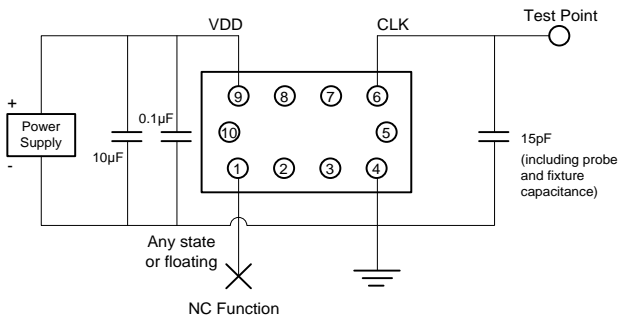 Test Point
VDD
CLK
9
8
7
6
+
Power
Supply
-
10µF
0.1µF
10
5
15pF
(including probe
and fixture
capacitance)
1
2
3
4
Any state
or floating
NC Function